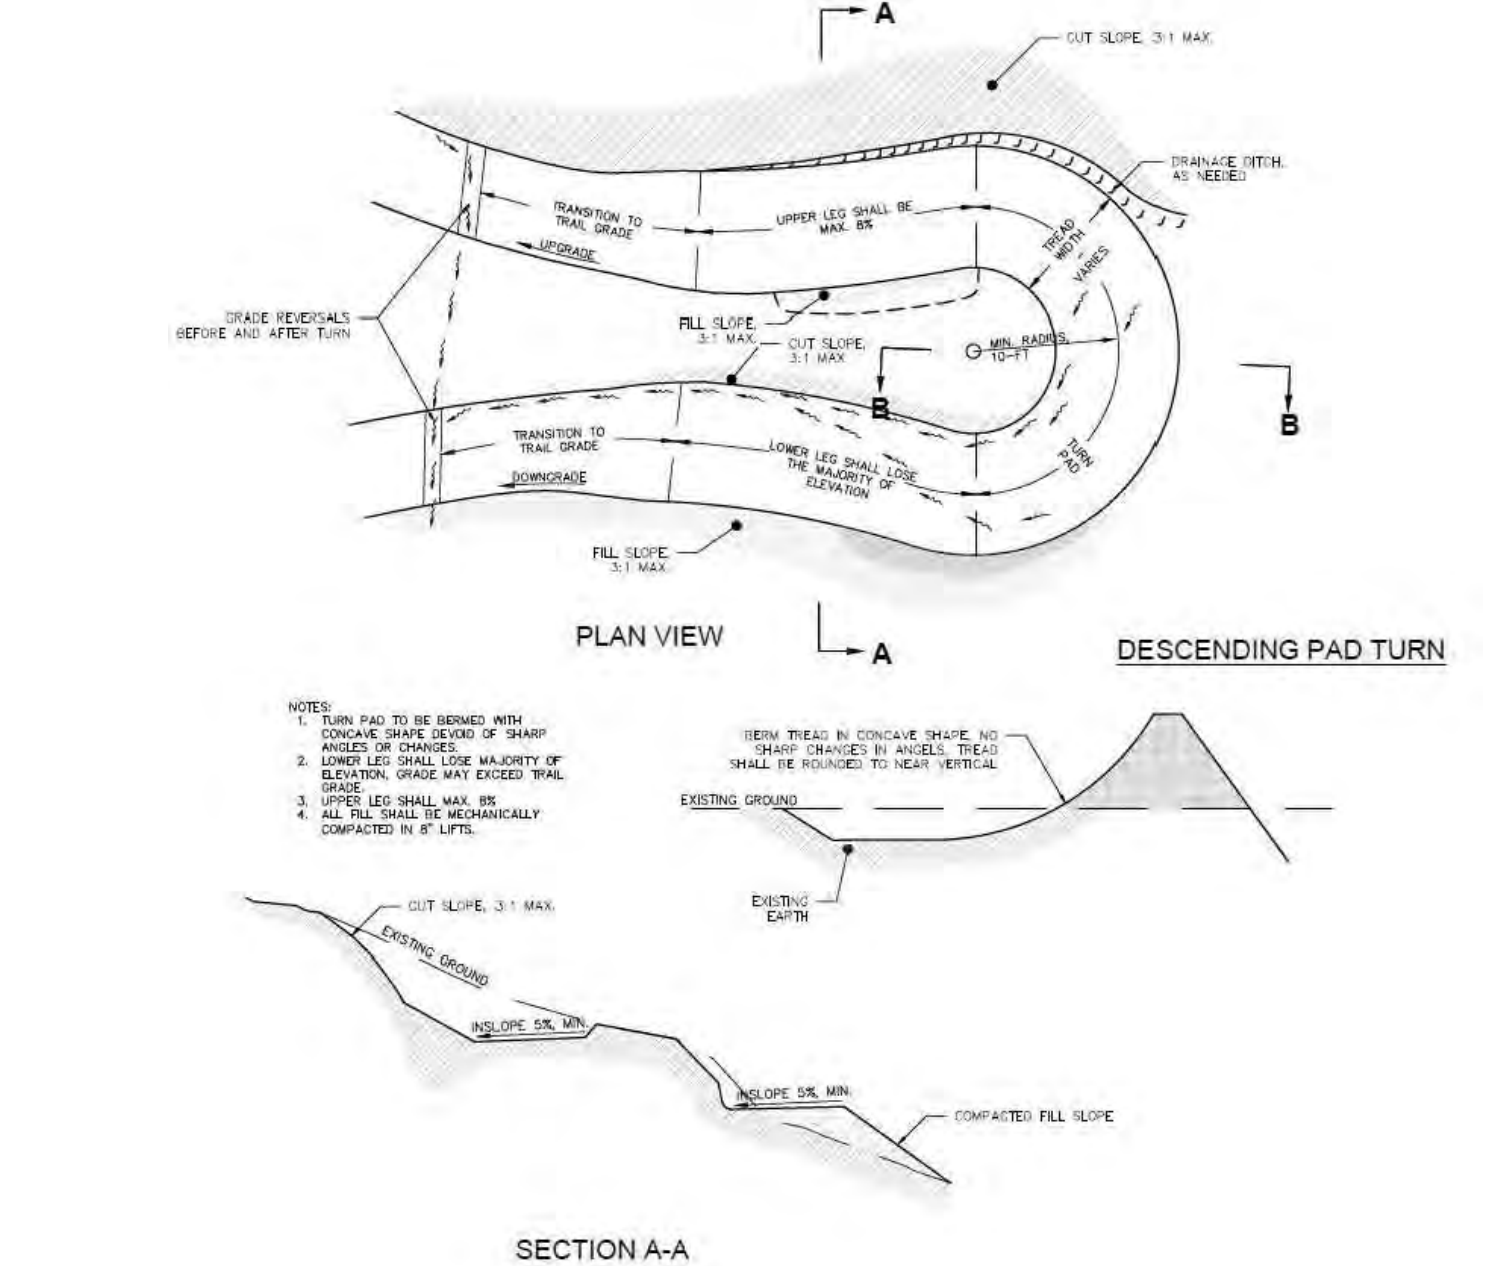 A
CUT SLOPE, 3:1 MAX.
DRAINAGE DITCH,
AS NEEDED
TRANSITION TO
TRAIL GRADE
UPGRADE
UPPER LEG SHALL BE
MAX. 8%
TREAD
WIDTH -
VARIES
GRADE REVERSALS
BEFORE AND AFTER TURN
FILL SLOPE,
3:1 MAX.
CUT SLOPE,
3:1 MAX
MIN. RADIUS,
10-FT
B
B
TRANSITION TO
TRAIL GRADE
DOWNGRADE
LOWER LEG SHALL LOSE
THE MAJORITY OF
ELEVATION
TURN
PAD
FILL SLOPE
3:1 MAX
PLAN VIEW
A
DESCENDING PAD TURN
NOTES:
1. TURN PAD TO BE BERMED WITH
CONCAVE SHAPE DEVOID OF SHARP
ANGLES OR CHANGES.
2. LOWER LEG SHALL LOSE MAJORITY OF
ELEVATION, GRADE MAY EXCEED TRAIL
GRADE.
3. UPPER LEG SHALL MAX. 8%
4. ALL FILL SHALL BE MECHANICALLY
COMPACTED IN 8" LIFTS.
BERM TREAD IN CONCAVE SHAPE, NO
SHARP CHANGES IN ANGELS. TREAD
SHALL BE ROUNDED TO NEAR VERTICAL
EXISTING GROUND
EXISTING
EARTH
CUT SLOPE, 3:1 MAX.
EXISTING GROUND
INSLOPE 5%, MIN.
INSLOPE 5%, MIN.
COMPACTED FILL SLOPE
SECTION A-A